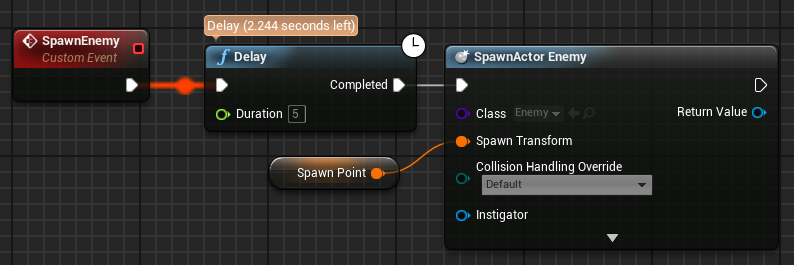 Delay (2.244 seconds left)
SpawnEnemy
Custom Event
Delay
Completed
Duration 5
SpawnActor Enemy
Class Enemy
Return Value
Spawn Transform
Collision Handling Override
Default
Instigator
Spawn Point